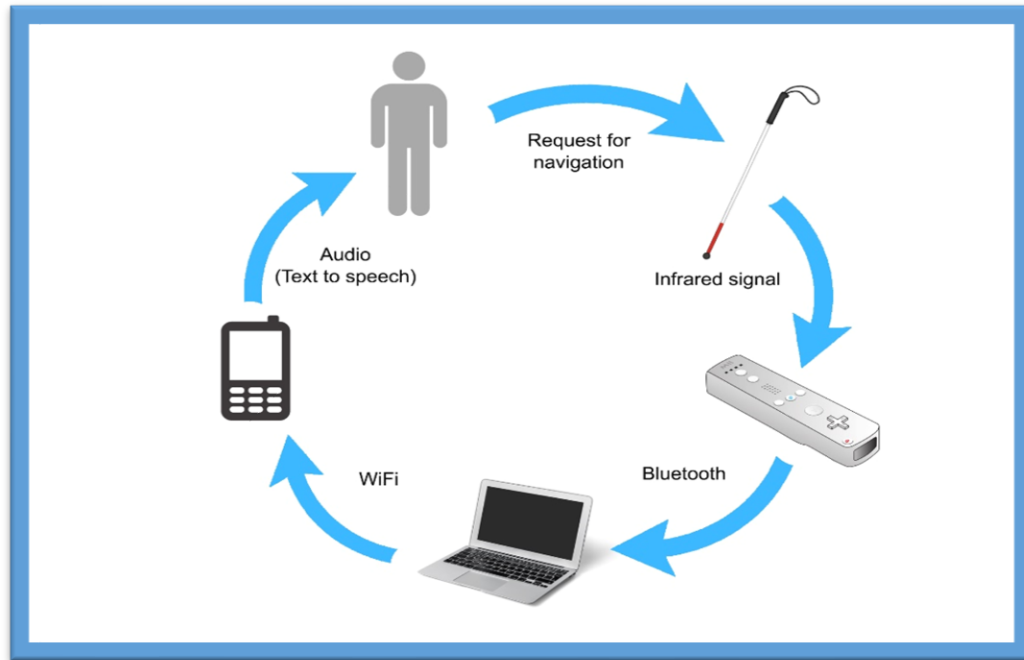 Request for
navigation
Audio
(Text to speech)
Infrared signal
WiFi
Bluetooth